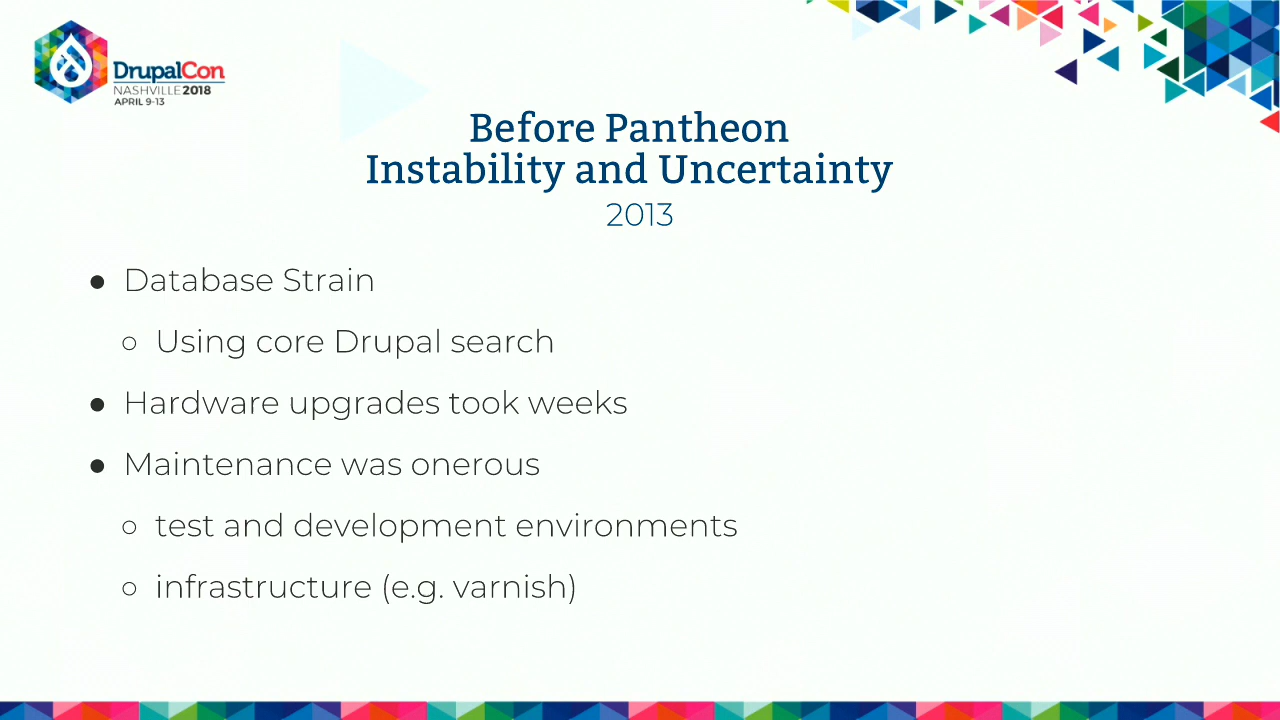 DrupalCon
NASHVILLE 2018
APRIL 9-13
Before Pantheon
Instability and Uncertainty
2013
● Database Strain
○ Using core Drupal search
● Hardware upgrades took weeks
● Maintenance was onerous
○ test and development environments
○ infrastructure (e.g. varnish)